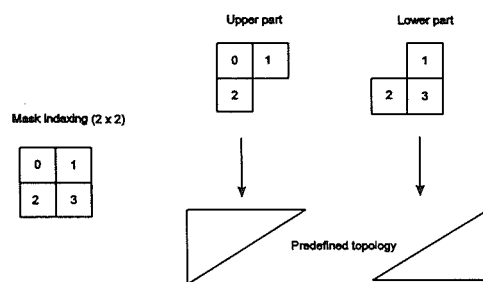 Upper part
Lower part
0 1
2
1
2 3
Mask Indexing (2 x 2)
0 1
2 3
Predefined topology